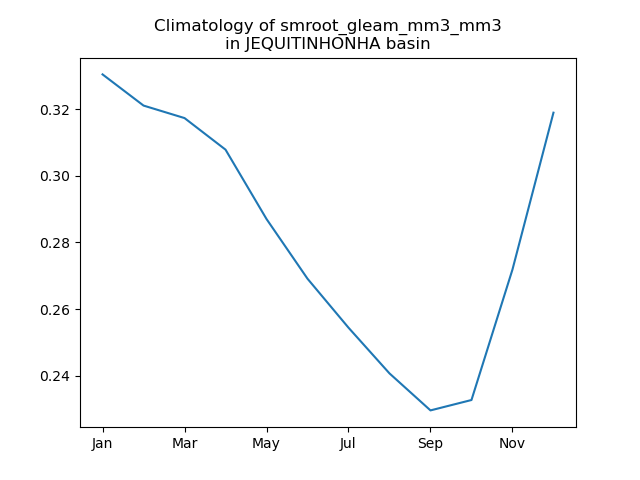 Climatology of smroot_gleam_mm3_mm3
in JEQUITINHONHA basin
0.32
0.30
0.28
0.26
0.24
Jan Mar May Jul Sep Nov